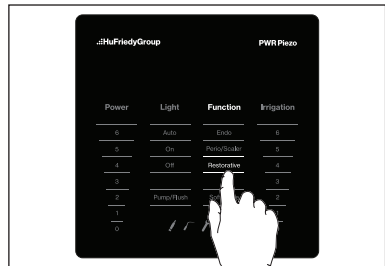 .:HuFriedyGroup PWR Piezo
Power Light Function Irrigation
6 Auto Endo 6
5 On Perio/Scaler 5
4 Off Restorative 4
3
2 Pump/Flush 2
1
0